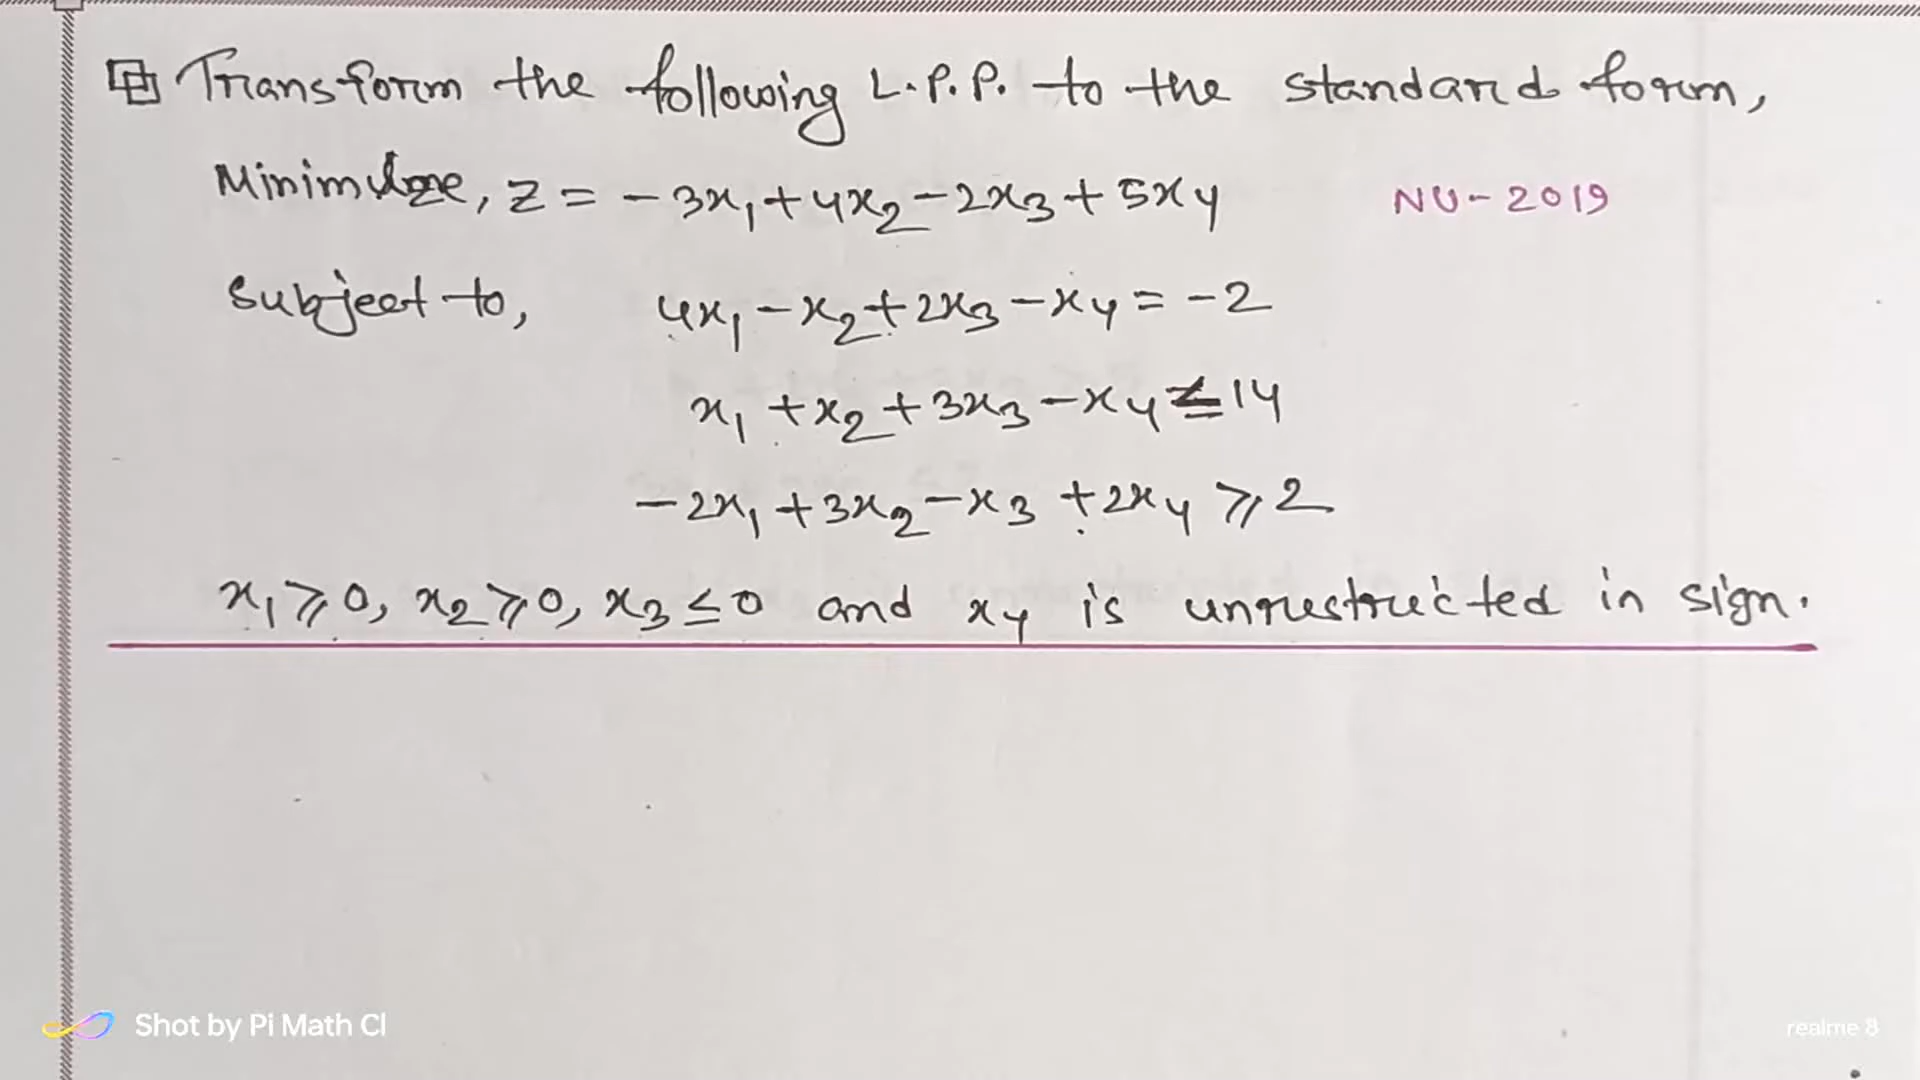 Transform the following L.P.P. to the standard form,
Minimize, z = -3x₁+4x₂-2x₃+5x₄ NU-2019
Subject to, 4x₁-x₂+2x₃-x₄=-2
x₁+x₂+3x₃-x₄≤14
-2x₁+3x₂-x₃+2x₄≥2
x₁≥0, x₂≥0, x₃≤0 and x₄ is unrestricted in sign.
Shot by Pi Math Cl
realme 8